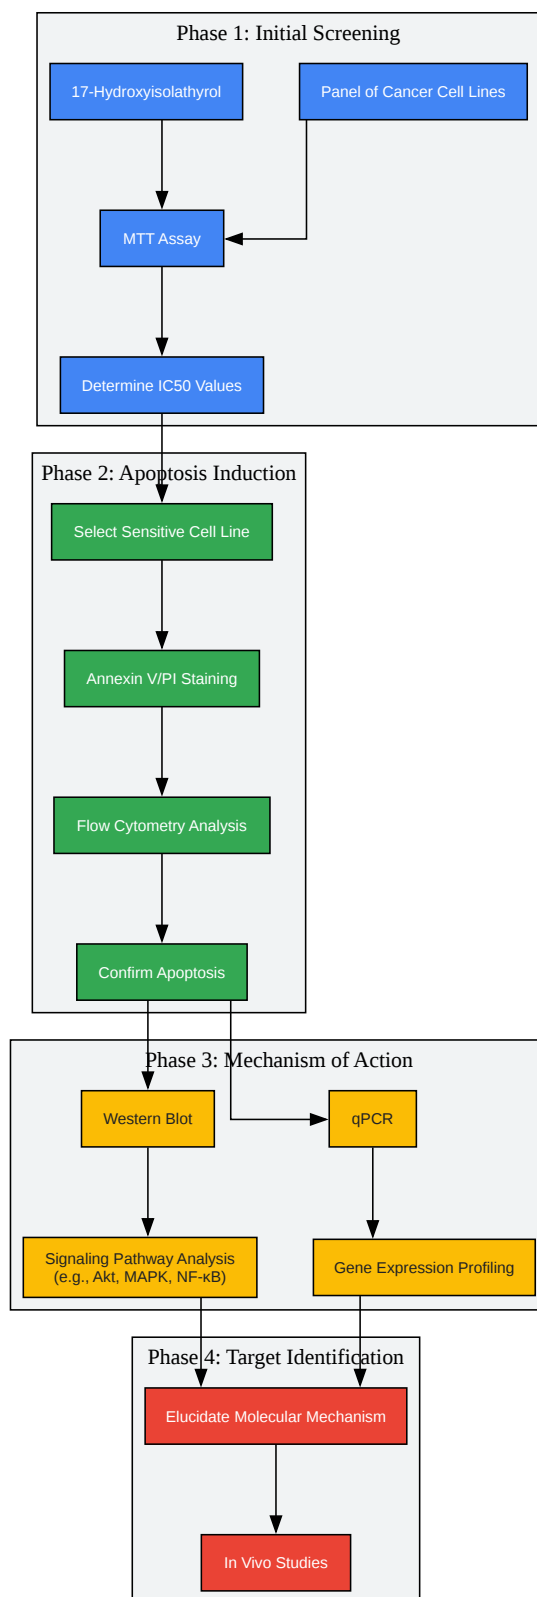 Phase 1: Initial Screening
17-Hydroxyisolathyrol
Panel of Cancer Cell Lines
MTT Assay
Determine IC50 Values
Phase 2: Apoptosis Induction
Select Sensitive Cell Line
Annexin V/PI Staining
Flow Cytometry Analysis
Confirm Apoptosis
Phase 3: Mechanism of Action
Western Blot
qPCR
Signaling Pathway Analysis
(e.g., Akt, MAPK, NF-κB)
Gene Expression Profiling
Phase 4: Target Identification
Elucidate Molecular Mechanism
In Vivo Studies